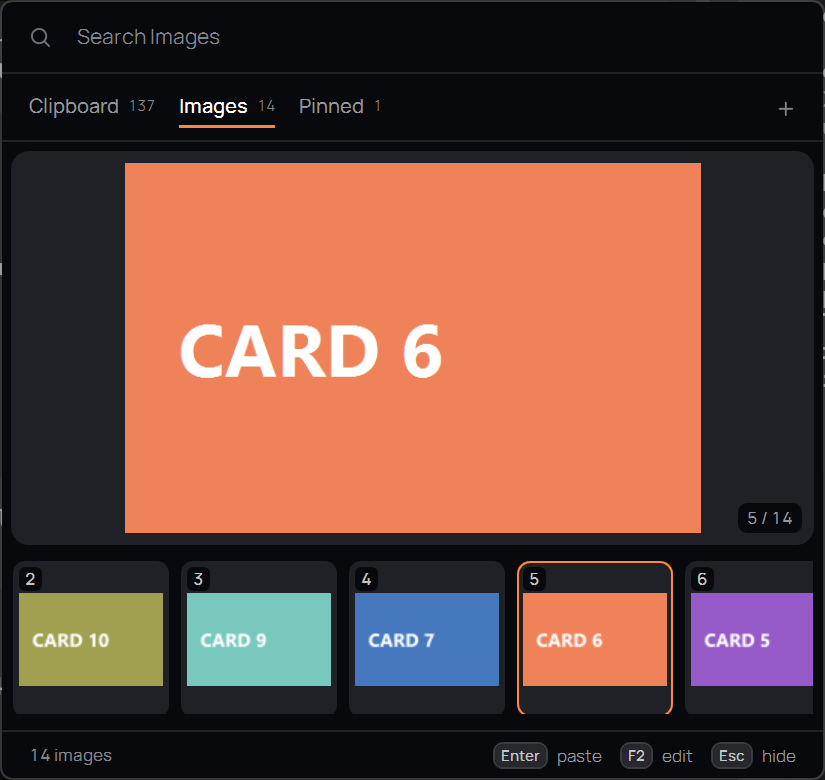 Search Images
Clipboard 137 Images 14 Pinned 1 +
CARD 6
5 / 14
2 3 4 5 6
CARD 10 CARD 9 CARD 7 CARD 6 CARD 5
14 images Enter paste F2 edit Esc hide